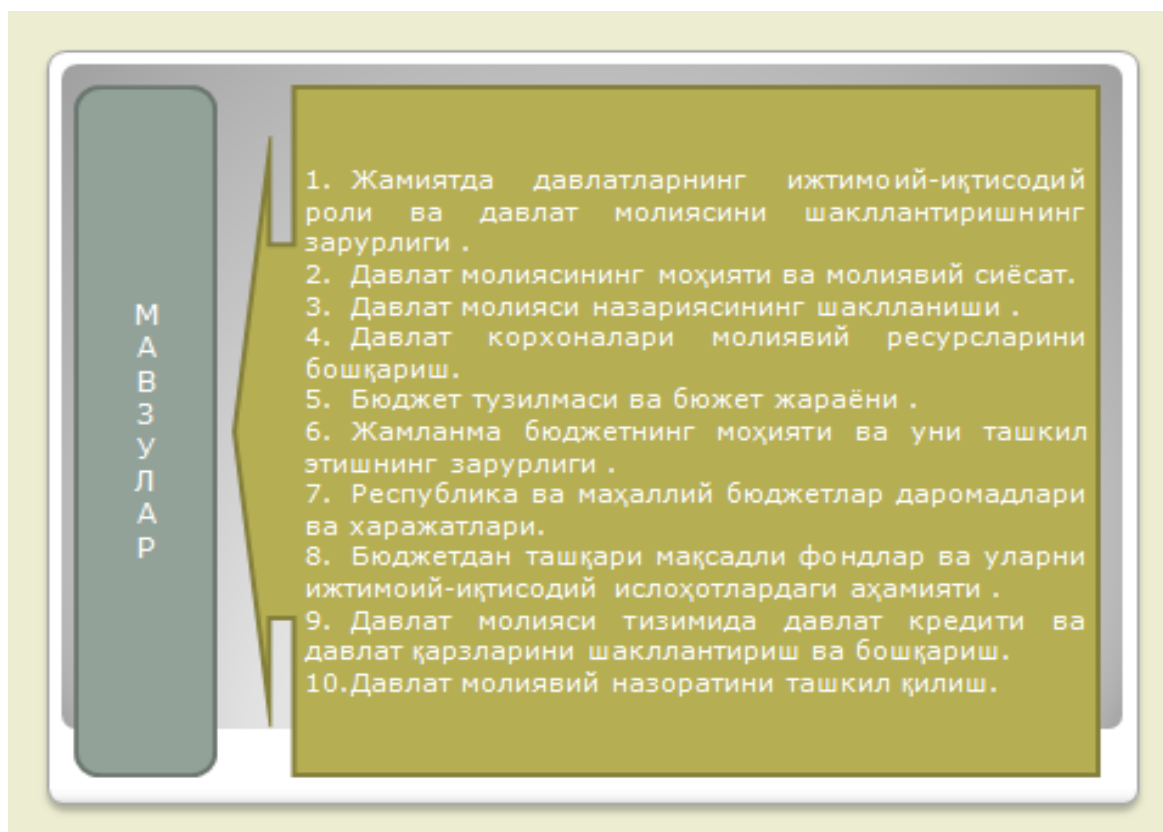 МАВЗУЛАР
1. Жамиятда давлатларнинг ижтимоий-иқтисодий
роли ва давлат молиясини шакллантиришнинг
зарурлиги .
2. Давлат молиясининг моҳияти ва молиявий сиёсат.
3. Давлат молияси назариясининг шаклланиши .
4. Давлат корхоналари молиявий ресурсларини
бошқариш.
5. Бюджет тузилмаси ва бюжет жараёни .
6. Жамланма бюджетнинг моҳияти ва уни ташкил
этишнинг зарурлиги .
7. Республика ва маҳаллий бюджетлар даромадлари
ва харажатлари.
8. Бюджетдан ташқари мақсадли фондлар ва уларни
ижтимоий-иқтисодий ислоҳотлардаги аҳамияти .
9. Давлат молияси тизимида давлат кредити ва
давлат қарзларини шакллантириш ва бошқариш.
10.Давлат молиявий назоратини ташкил қилиш.